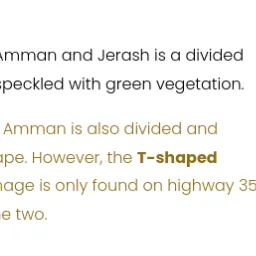 Amman and Jerash is a divided
speckled with green vegetation.
Amman is also divided and
ape. However, the T-shaped
nage is only found on highway 35
e two.